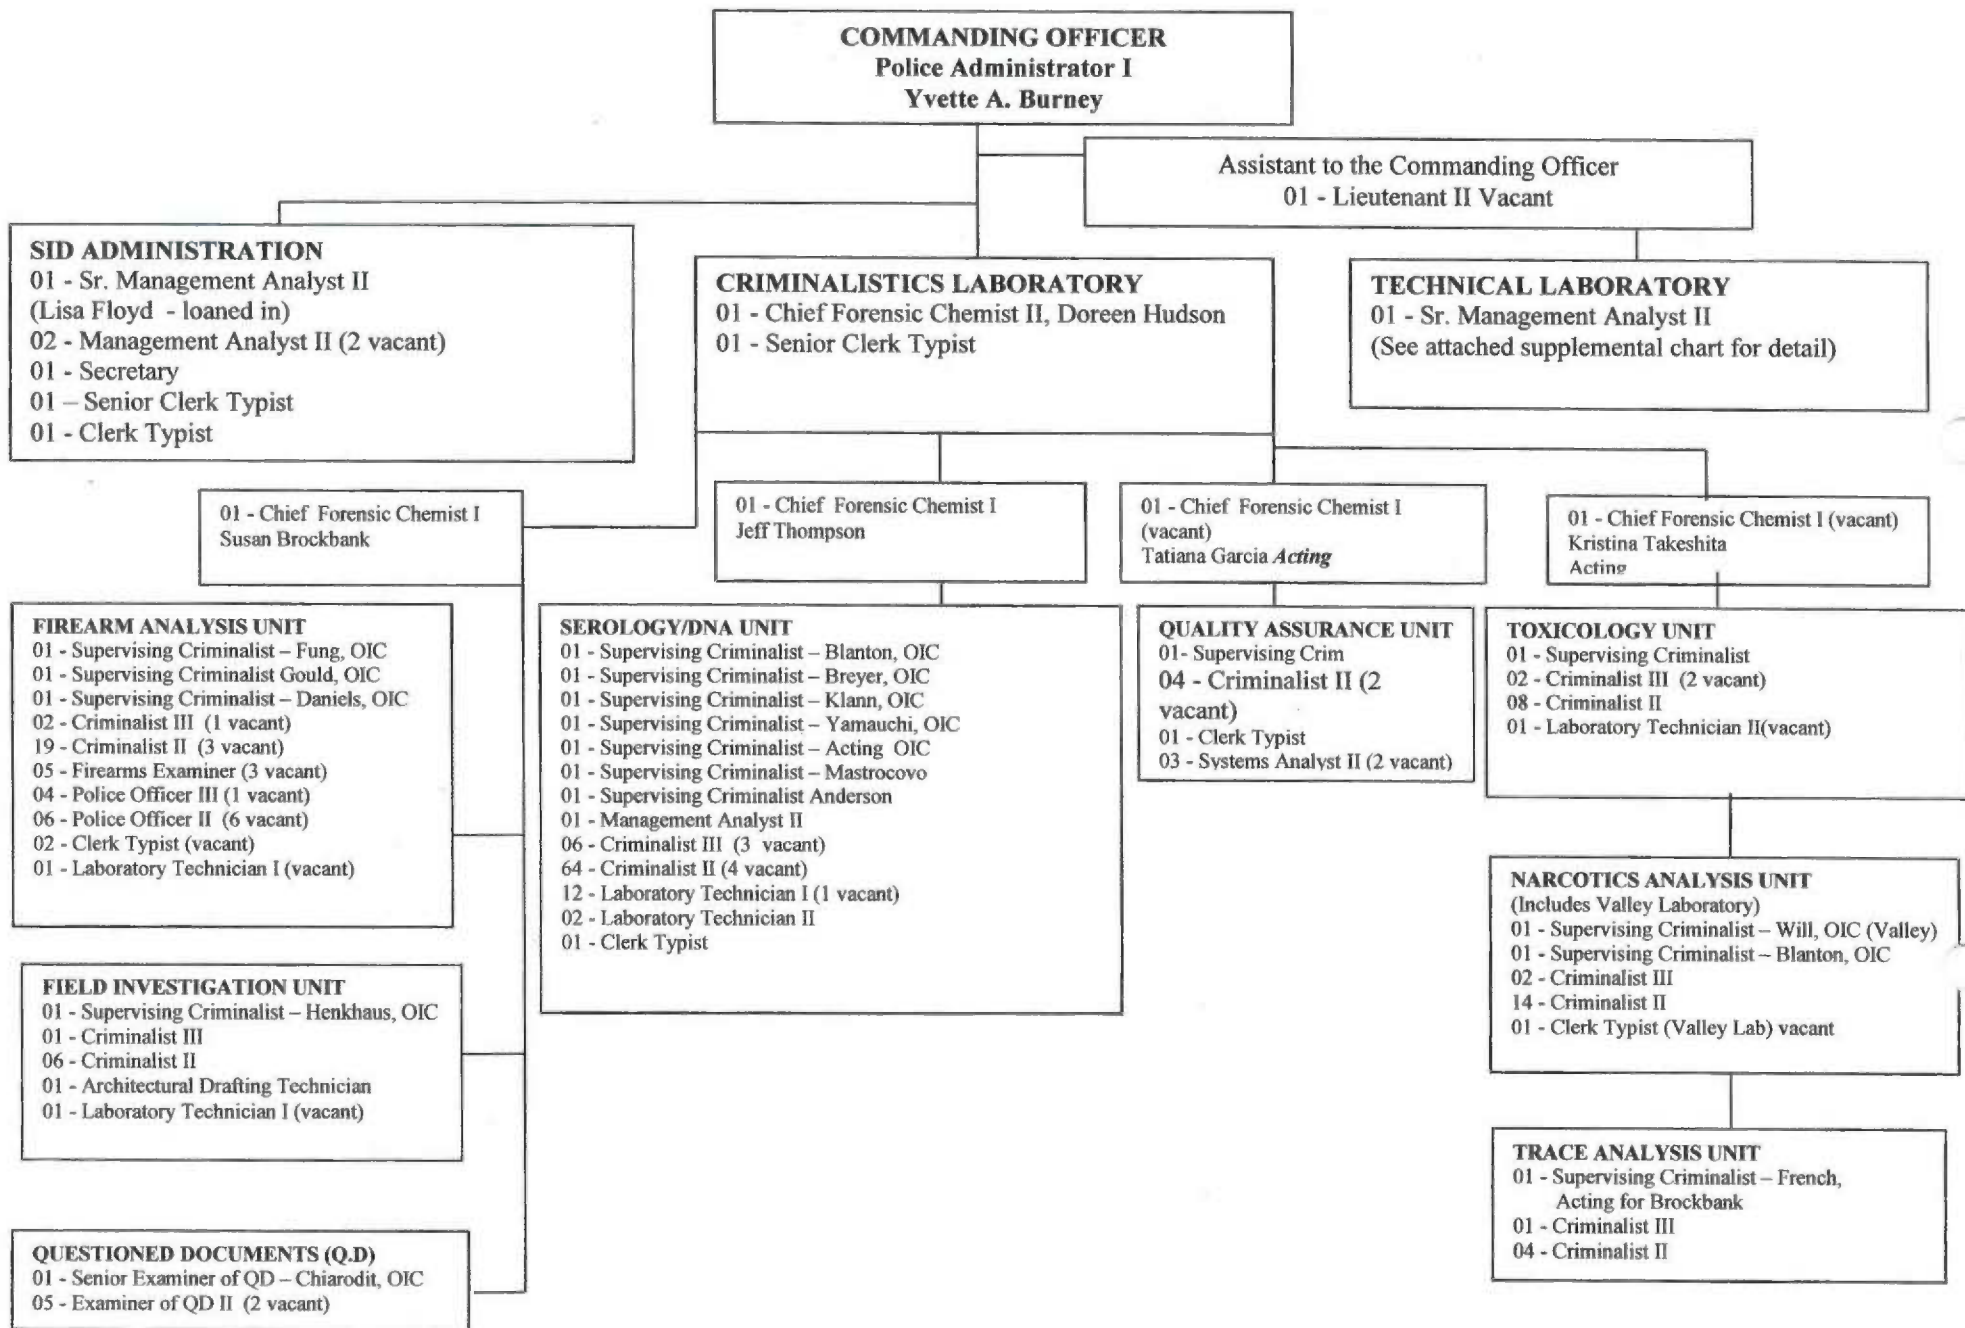 COMMANDING OFFICER
Police Administrator I
Yvette A. Burney
Assistant to the Commanding Officer
01 - Lieutenant II Vacant
SID ADMINISTRATION
01 - Sr. Management Analyst II
(Lisa Floyd - loaned in)
02 - Management Analyst II (2 vacant)
01 - Secretary
01 – Senior Clerk Typist
01 - Clerk Typist
CRIMINALISTICS LABORATORY
01 - Chief Forensic Chemist II, Doreen Hudson
01 - Senior Clerk Typist
TECHNICAL LABORATORY
01 - Sr. Management Analyst II
(See attached supplemental chart for detail)
01 - Chief Forensic Chemist I
Susan Brockbank
01 - Chief Forensic Chemist I
Jeff Thompson
01 - Chief Forensic Chemist I
(vacant)
Tatiana Garcia Acting
01 - Chief Forensic Chemist I (vacant)
Kristina Takeshita
Acting
FIREARM ANALYSIS UNIT
01 - Supervising Criminalist – Fung, OIC
01 - Supervising Criminalist Gould, OIC
01 - Supervising Criminalist – Daniels, OIC
02 - Criminalist III (1 vacant)
19 - Criminalist II (3 vacant)
05 - Firearms Examiner (3 vacant)
04 - Police Officer III (1 vacant)
06 - Police Officer II (6 vacant)
02 - Clerk Typist (vacant)
01 - Laboratory Technician I (vacant)
SEROLOGY/DNA UNIT
01 - Supervising Criminalist – Blanton, OIC
01 - Supervising Criminalist – Breyer, OIC
01 - Supervising Criminalist – Klann, OIC
01 - Supervising Criminalist – Yamauchi, OIC
01 - Supervising Criminalist – Acting OIC
01 - Supervising Criminalist – Mastrocovo
01 - Supervising Criminalist Anderson
01 - Management Analyst II
06 - Criminalist III (3 vacant)
64 - Criminalist II (4 vacant)
12 - Laboratory Technician I (1 vacant)
02 - Laboratory Technician II
01 - Clerk Typist
QUALITY ASSURANCE UNIT
01- Supervising Crim
04 - Criminalist II (2
vacant)
01 - Clerk Typist
03 - Systems Analyst II (2 vacant)
TOXICOLOGY UNIT
01 - Supervising Criminalist
02 - Criminalist III (2 vacant)
08 - Criminalist II
01 - Laboratory Technician II(vacant)
NARCOTICS ANALYSIS UNIT
(Includes Valley Laboratory)
01 - Supervising Criminalist – Will, OIC (Valley)
01 - Supervising Criminalist – Blanton, OIC
02 - Criminalist III
14 - Criminalist II
01 - Clerk Typist (Valley Lab) vacant
FIELD INVESTIGATION UNIT
01 - Supervising Criminalist – Henkhaus, OIC
01 - Criminalist III
06 - Criminalist II
01 - Architectural Drafting Technician
01 - Laboratory Technician I (vacant)
TRACE ANALYSIS UNIT
01 - Supervising Criminalist – French,
Acting for Brockbank
01 - Criminalist III
04 - Criminalist II
QUESTIONED DOCUMENTS (Q.D)
01 - Senior Examiner of QD – Chiarodit, OIC
05 - Examiner of QD II (2 vacant)